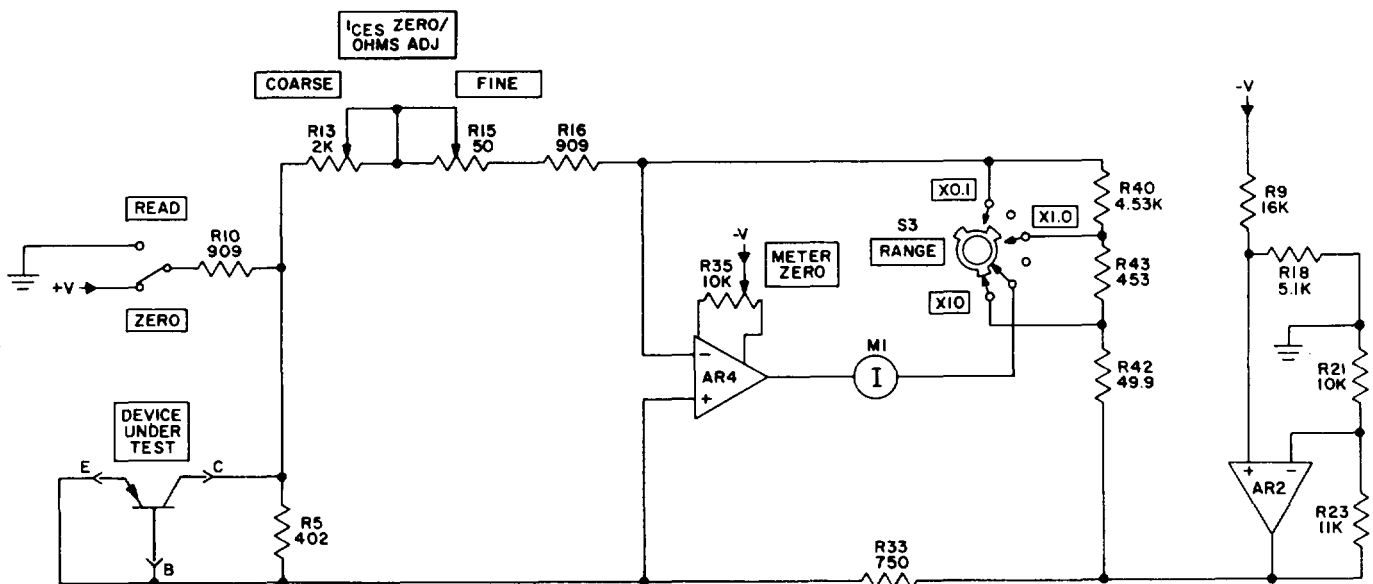 ICES ZERO/
OHMS ADJ
COARSE
FINE
R13
2K
R15
50
R16
909
READ
R10
909
+V
ZERO
DEVICE
UNDER
TEST
E
C
B
R5
402
-V
METER
ZERO
R35
10K
-
AR4
+
M1
I
X0.1
S3
RANGE
X1.0
X10
R40
4.53K
R43
453
R42
49.9
R33
750
-V
R9
16K
R18
5.1K
R21
10K
+
-
AR2
R23
11K